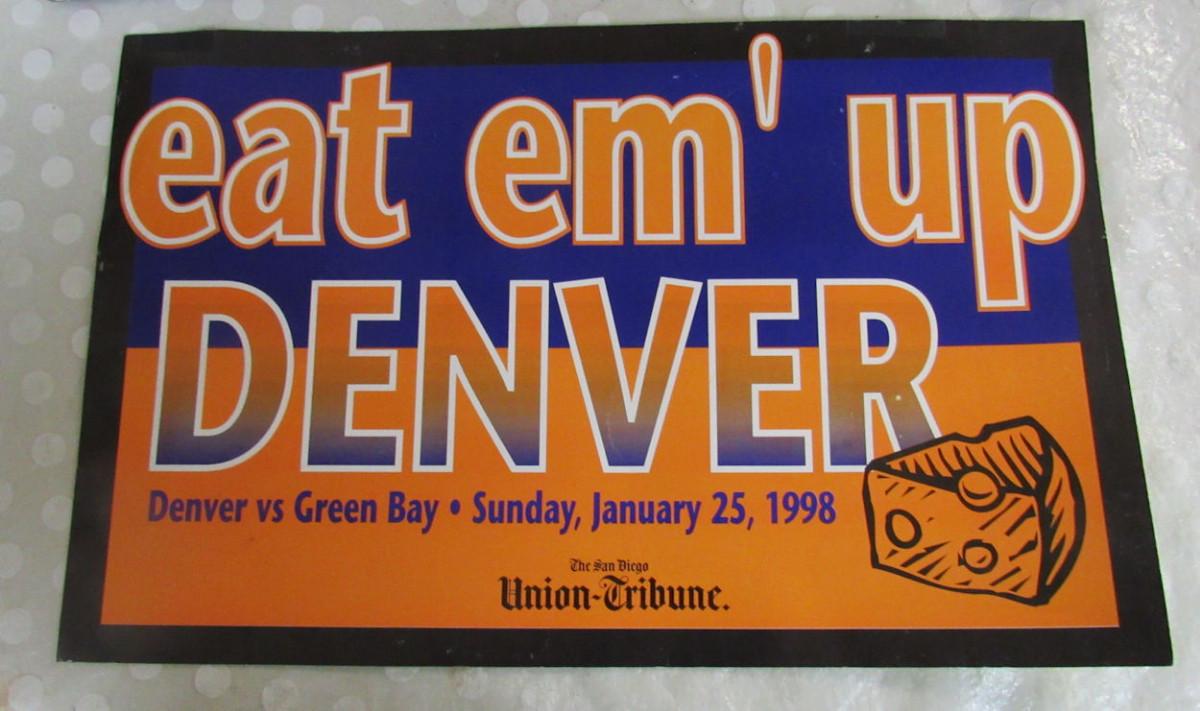 eat em' up
DENVER
Denver vs Green Bay • Sunday, January 25, 1998
The San Diego
Union-Tribune.